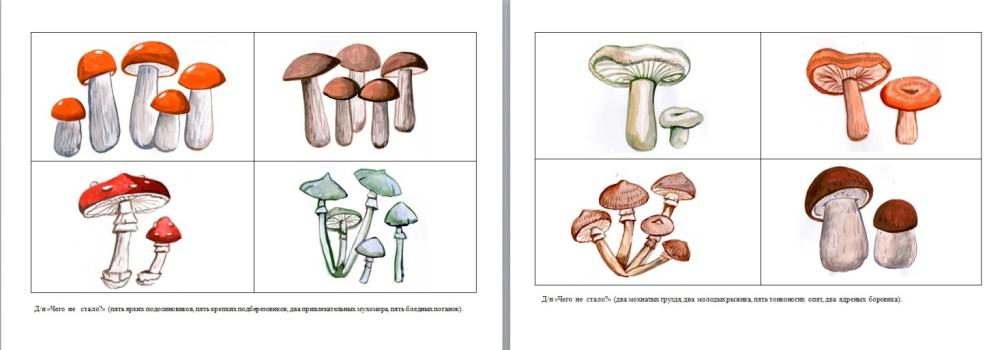 Д/и «Чего не стало?» (пять ярких подосиновиков, пять крепких подберезовиков, два привлекательных мухомора, пять бледных поганок).
Д/и «Чего не стало?» (два мохнатых груздя, два молодых рыжика, пять тонконогих опят, два ядреных боровика).